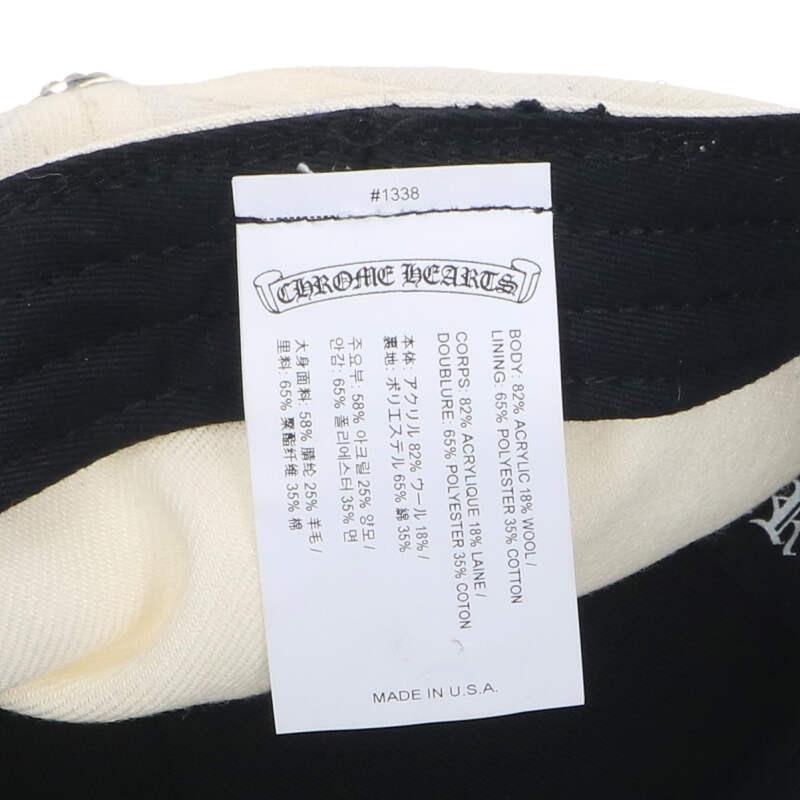 #1338
CHROME HEARTS
BODY: 82% ACRYLIC 18% WOOL /
LINING: 65% POLYESTER 35% COTTON
CORPS: 82% ACRYLIQUE 18% LAINE /
DOUBLURE: 65% POLYESTER 35% COTON
本体: アクリル 82% ウール 18% /
裏地: ポリエステル 65% 綿 35%
주요부: 58% 아크릴 25% 양모 /
안감: 65% 폴리에스터 35% 면
大身面料: 58% 腈纶 25% 羊毛 /
里料: 65% 聚酯纤维 35% 棉
MADE IN U.S.A.